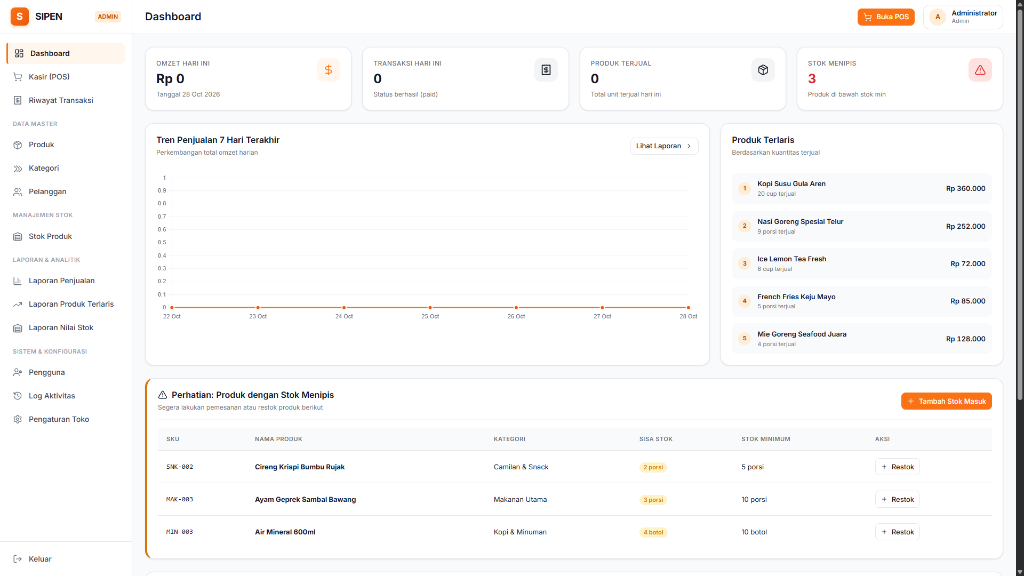 S SIPEN ADMIN
Dashboard
Buka POS
A Administrator
Admin
Dashboard
Kasir (POS)
Riwayat Transaksi
DATA MASTER
Produk
Kategori
Pelanggan
MANAJEMEN STOK
Stok Produk
LAPORAN & ANALITIK
Laporan Penjualan
Laporan Produk Terlaris
Laporan Nilai Stok
SISTEM & KONFIGURASI
Pengguna
Log Aktivitas
Pengaturan Toko
Keluar
OMZET HARI INI
Rp 0
Tanggal 28 Oct 2026
TRANSAKSI HARI INI
0
Status berhasil (paid)
PRODUK TERJUAL
0
Total unit terjual hari ini
STOK MENIPIS
3
Produk di bawah stok min
Tren Penjualan 7 Hari Terakhir
Perkembangan total omzet harian
Lihat Laporan
1
0.9
0.8
0.7
0.6
0.5
0.4
0.3
0.2
0.1
0
22 Oct 23 Oct 24 Oct 25 Oct 26 Oct 27 Oct 28 Oct
Produk Terlaris
Berdasarkan kuantitas terjual
1 Kopi Susu Gula Aren Rp 360.000
20 cup terjual
2 Nasi Goreng Spesial Telur Rp 252.000
9 porsi terjual
3 Ice Lemon Tea Fresh Rp 72.000
6 cup terjual
4 French Fries Keju Mayo Rp 85.000
5 porsi terjual
5 Mie Goreng Seafood Juara Rp 128.000
4 porsi terjual
Perhatian: Produk dengan Stok Menipis
Segera lakukan pemesanan atau restok produk berikut
+ Tambah Stok Masuk
SKU NAMA PRODUK KATEGORI SISA STOK STOK MINIMUM AKSI
SNK-002 Cireng Krispi Bumbu Rujak Camilan & Snack 2 porsi 5 porsi + Restok
MAK-003 Ayam Geprek Sambal Bawang Makanan Utama 3 porsi 10 porsi + Restok
MIN-003 Air Mineral 600ml Kopi & Minuman 4 botol 10 botol + Restok